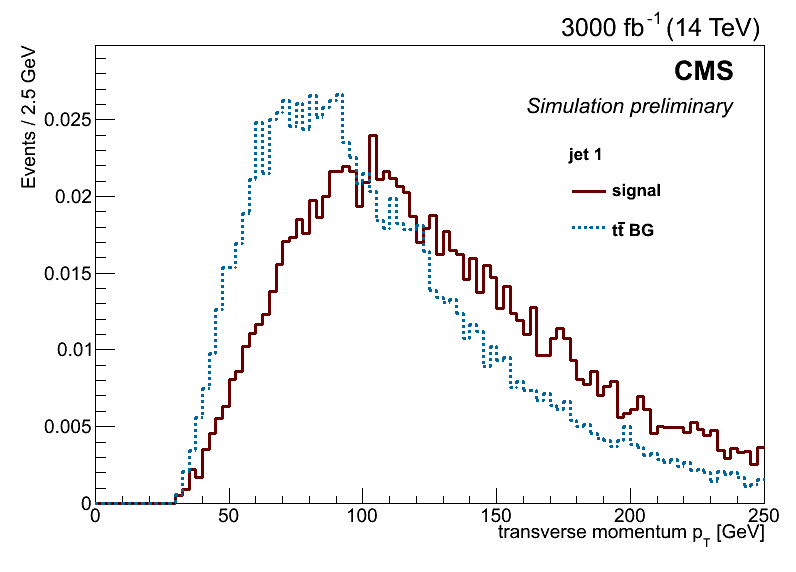 3000 fb⁻¹ (14 TeV)
Events / 2.5 GeV
CMS
Simulation preliminary
jet 1
signal
tt̄ BG
0.025
0.02
0.015
0.01
0.005
0
0 50 100 150 200 250
transverse momentum p_T [GeV]